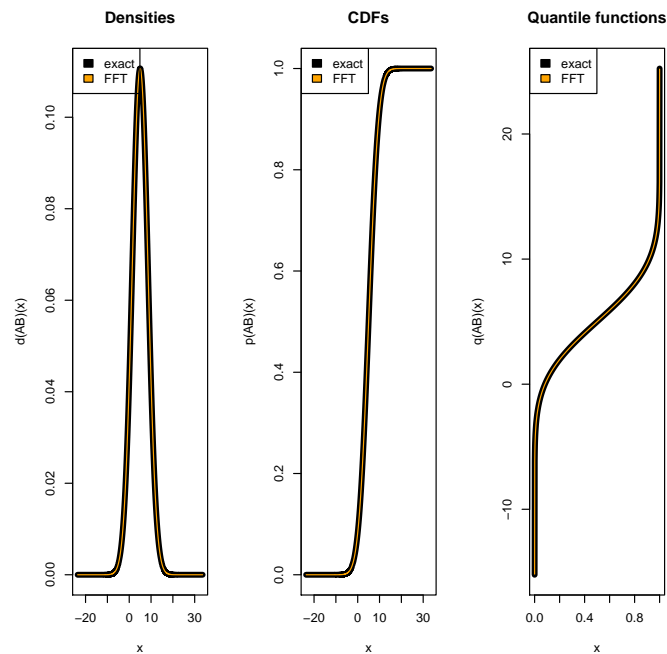 Densities
exact
FFT
d(AB)(x)
0.00
0.02
0.04
0.06
0.08
0.10
−20
0
10
30
x
CDFs
exact
FFT
p(AB)(x)
0.0
0.2
0.4
0.6
0.8
1.0
−20
0
10
30
x
Quantile functions
exact
FFT
q(AB)(x)
−10
0
10
20
0.0
0.4
0.8
x